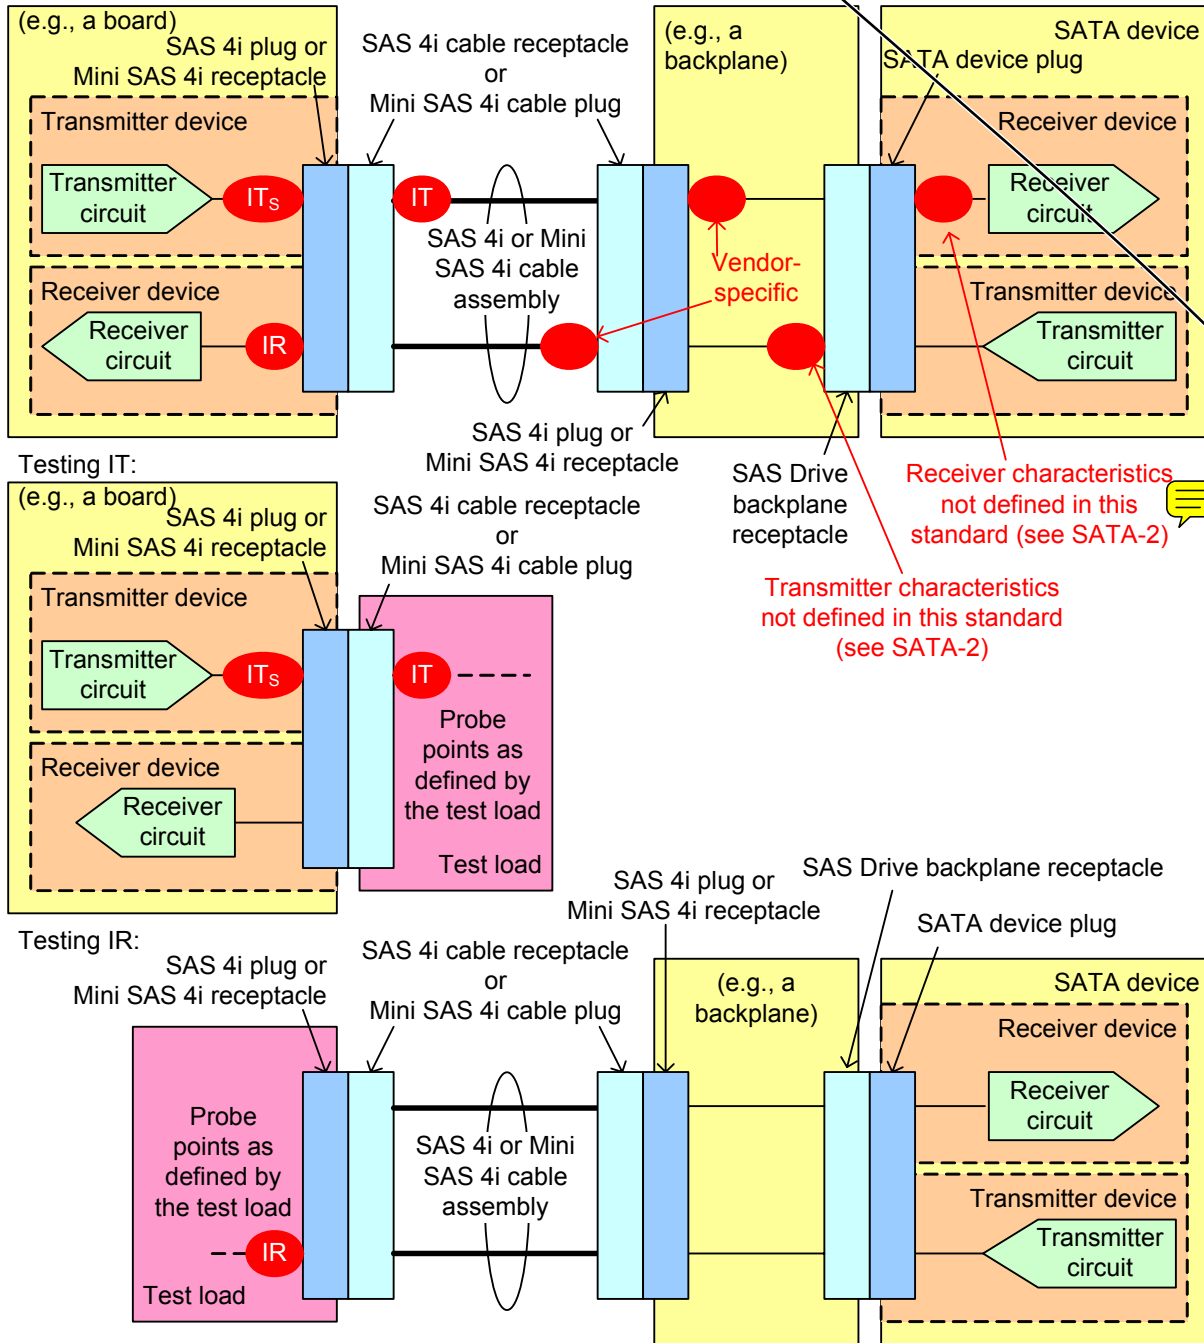 (e.g., a board)
SAS 4i plug or
Mini SAS 4i receptacle
SAS 4i cable receptacle
or
Mini SAS 4i cable plug
(e.g., a
backplane)
SATA device
SATA device plug
Transmitter device
Transmitter
circuit
ITS
IT
Receiver device
Receiver
circuit
IR
SAS 4i or Mini
SAS 4i cable
assembly
Vendor-
specific
Receiver device
Receiver
circuit
Transmitter device
Transmitter
circuit
SAS 4i plug or
Mini SAS 4i receptacle
SAS Drive
backplane
receptacle
Receiver characteristics
not defined in this
standard (see SATA-2)
Transmitter characteristics
not defined in this standard
(see SATA-2)
Testing IT:
(e.g., a board)
SAS 4i plug or
Mini SAS 4i receptacle
SAS 4i cable receptacle
or
Mini SAS 4i cable plug
Transmitter device
Transmitter
circuit
ITS
IT
Receiver device
Receiver
circuit
Probe
points as
defined by
the test load
Test load
Testing IR:
SAS 4i plug or
Mini SAS 4i receptacle
SAS 4i cable receptacle
or
Mini SAS 4i cable plug
SAS 4i plug or
Mini SAS 4i receptacle
SAS Drive backplane receptacle
SATA device plug
(e.g., a
backplane)
SATA device
Probe
points as
defined by
the test load
IR
Test load
SAS 4i or Mini
SAS 4i cable
assembly
Receiver device
Receiver
circuit
Transmitter device
Transmitter
circuit